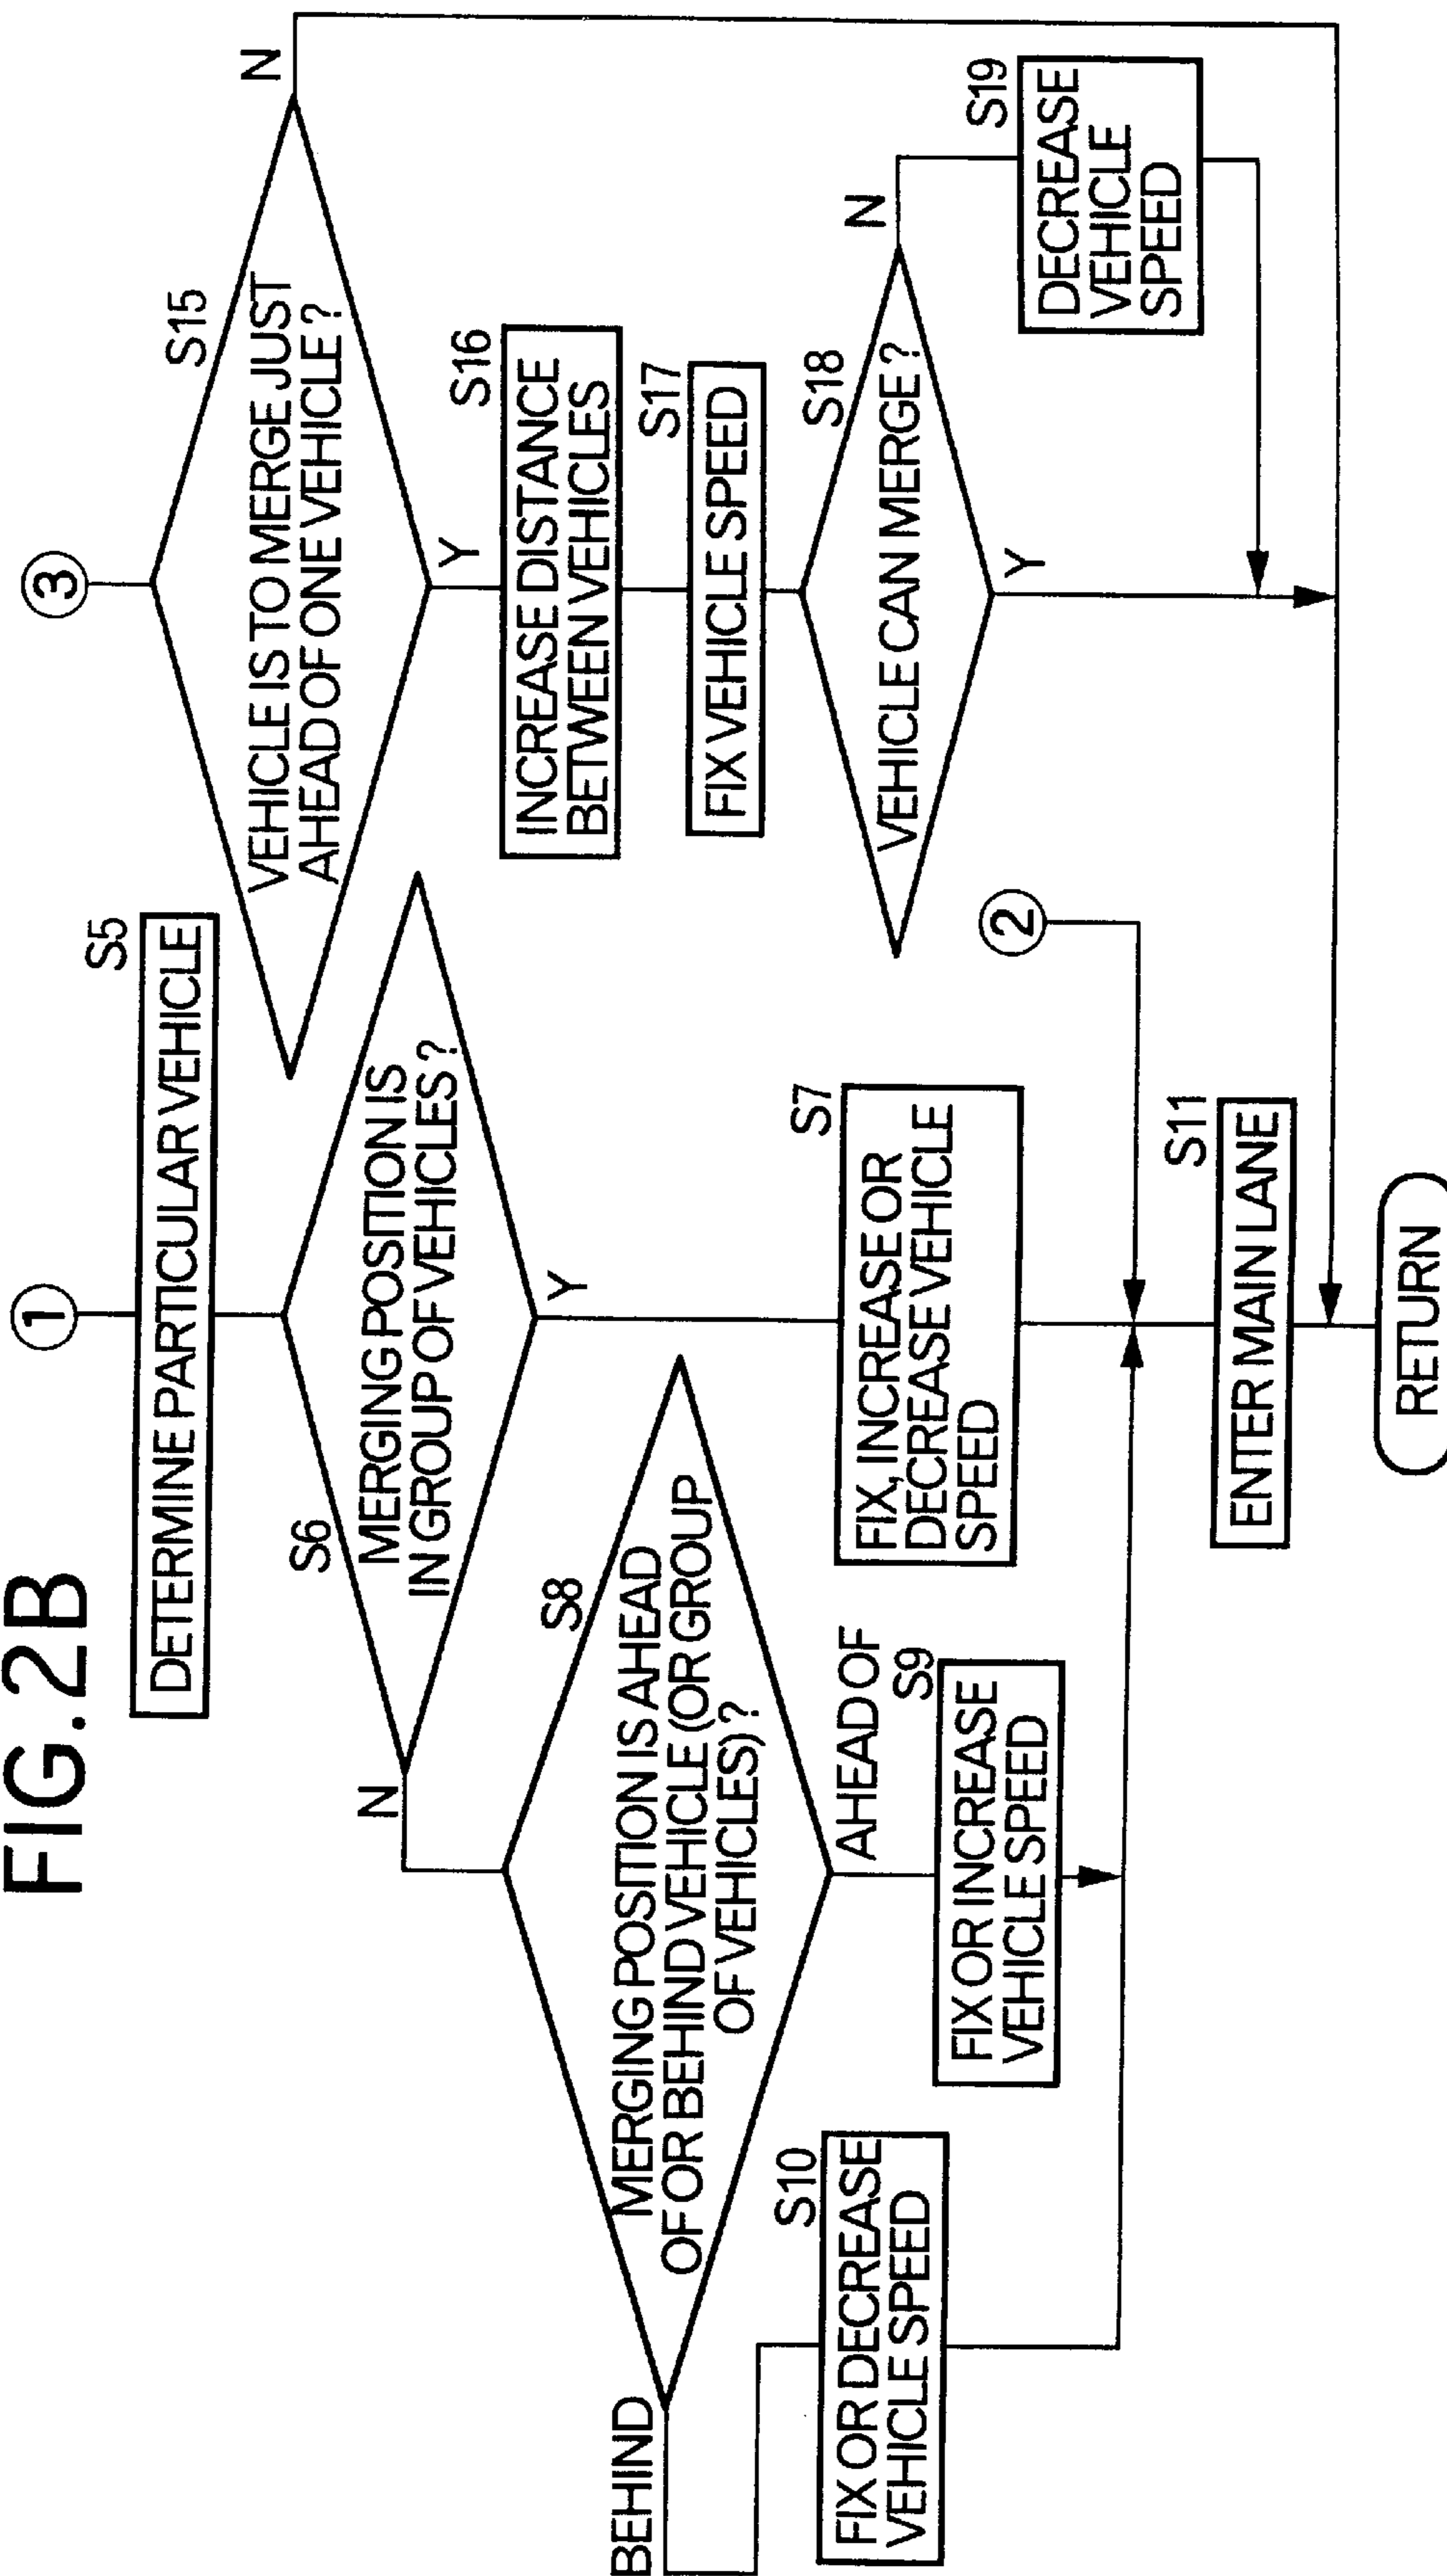 FIG.2B
1
DETERMINE PARTICULAR VEHICLE
S5
S6
MERGING POSITION IS
IN GROUP OF VEHICLES?
N
Y
S8
MERGING POSITION IS AHEAD
OF OR BEHIND VEHICLE (OR GROUP
OF VEHICLES)?
BEHIND
AHEAD OF
S10
FIX OR DECREASE
VEHICLE SPEED
S9
FIX OR INCREASE
VEHICLE SPEED
S7
FIX, INCREASE OR
DECREASE VEHICLE
SPEED
2
S11
ENTER MAIN LANE
RETURN
3
S15
VEHICLE IS TO MERGE JUST
AHEAD OF ONE VEHICLE?
N
Y
S16
INCREASE DISTANCE
BETWEEN VEHICLES
S17
FIX VEHICLE SPEED
S18
VEHICLE CAN MERGE?
N
Y
S19
DECREASE
VEHICLE
SPEED